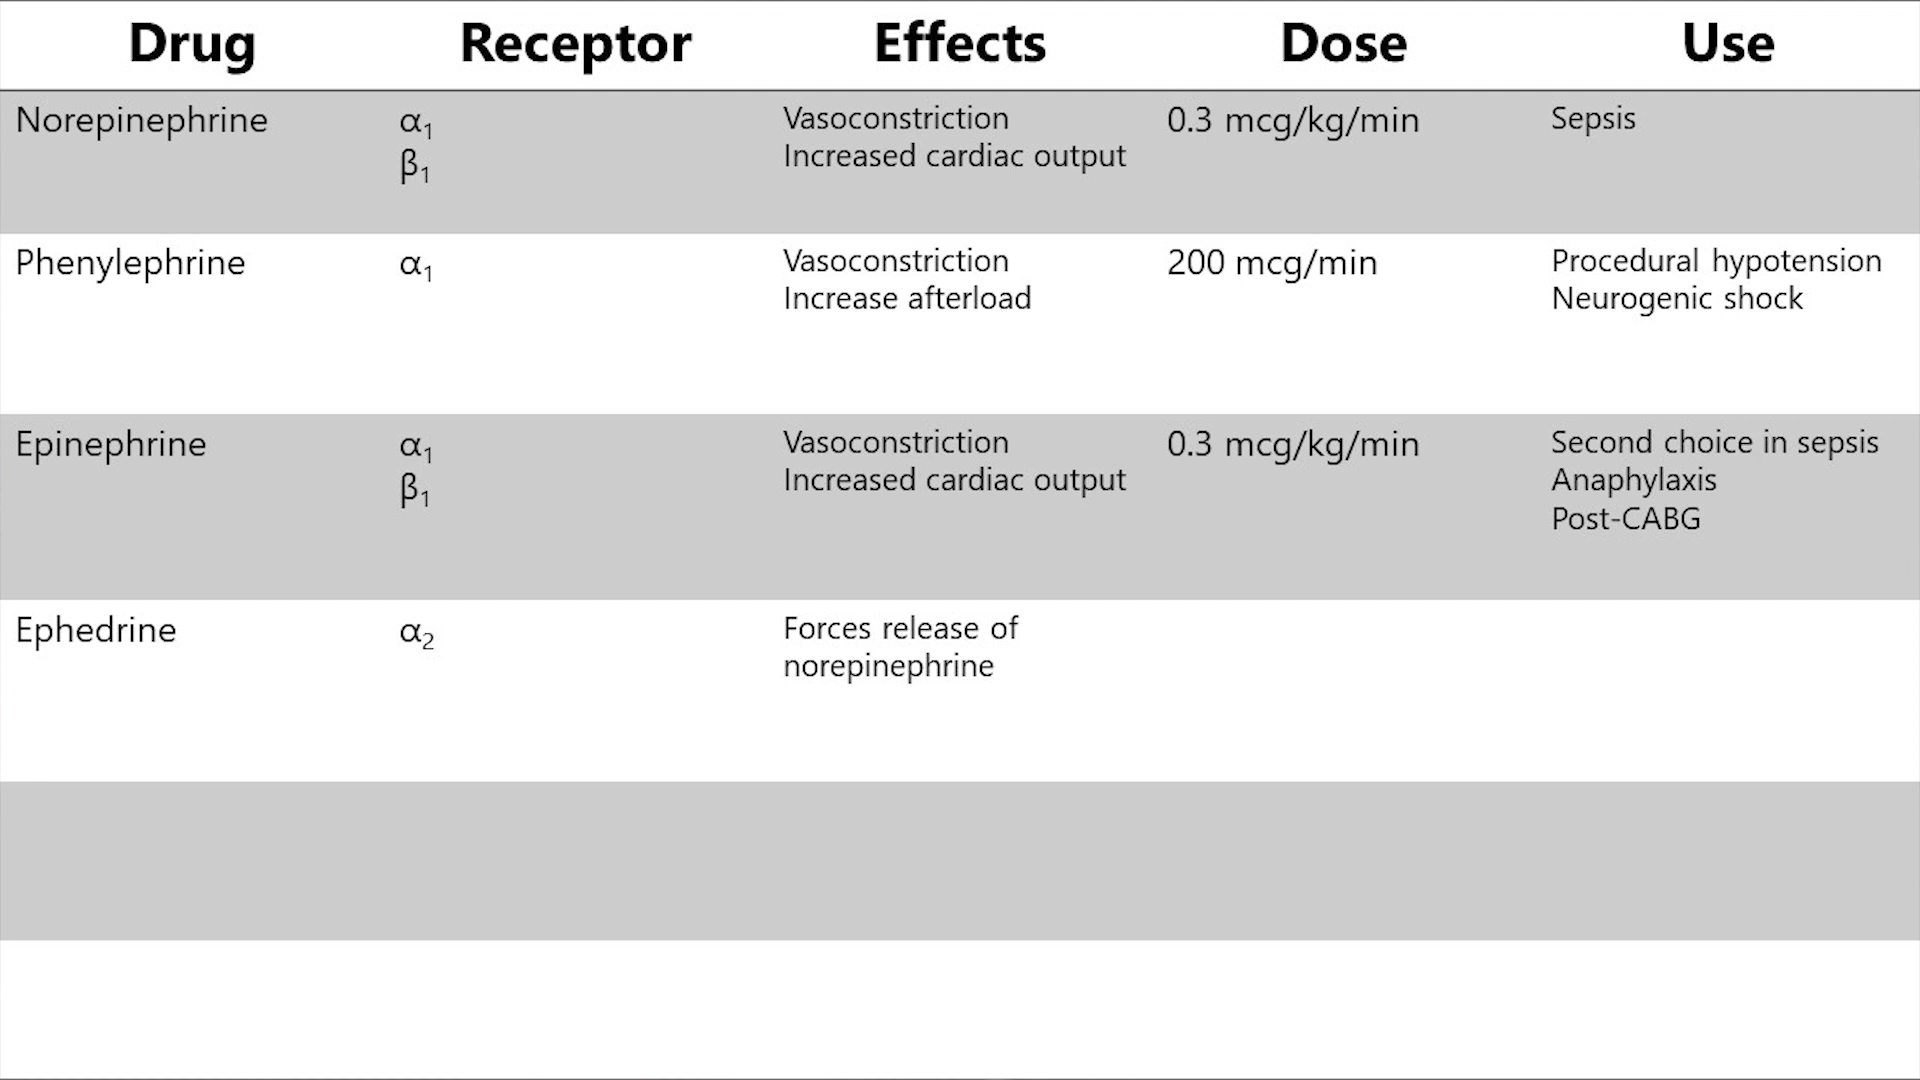 Drug Receptor Effects Dose Use
Norepinephrine α₁ Vasoconstriction 0.3 mcg/kg/min Sepsis
β₁ Increased cardiac output
Phenylephrine α₁ Vasoconstriction 200 mcg/min Procedural hypotension
Increase afterload Neurogenic shock
Epinephrine α₁ Vasoconstriction 0.3 mcg/kg/min Second choice in sepsis
β₁ Increased cardiac output Anaphylaxis
Post-CABG
Ephedrine α₂ Forces release of
norepinephrine